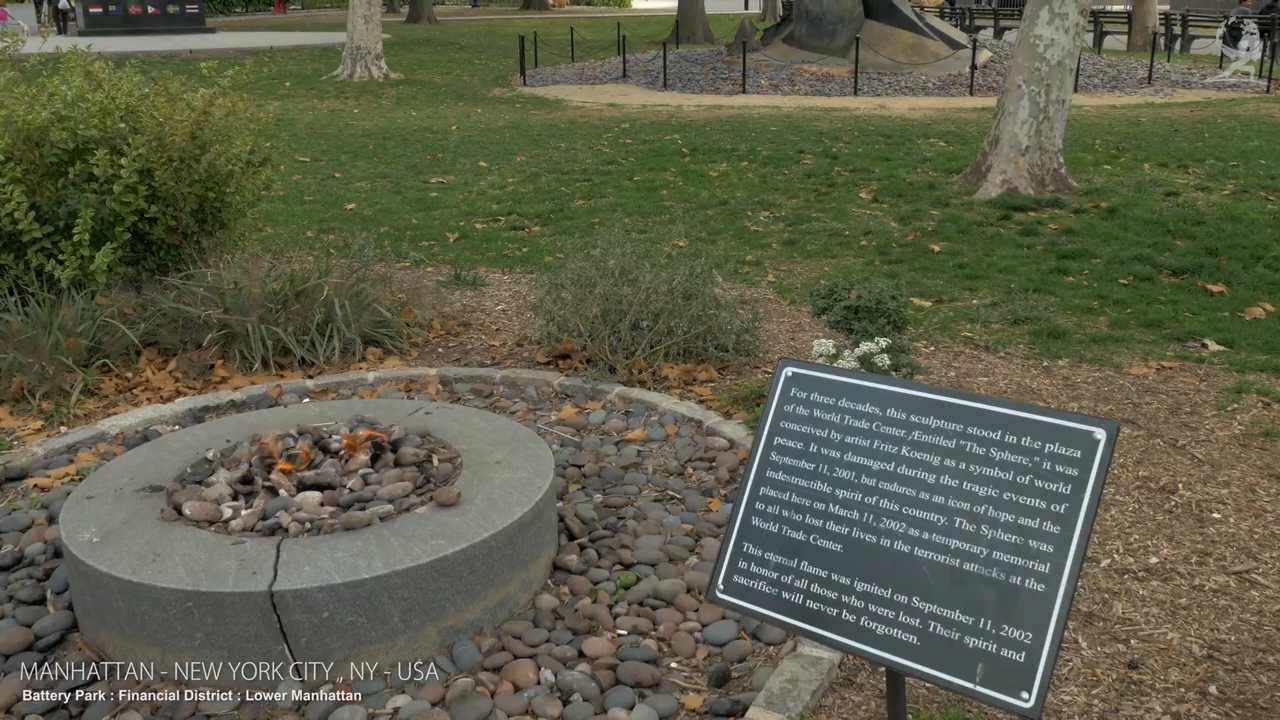 For three decades, this sculpture stood in the plaza
of the World Trade Center. Entitled "The Sphere," it was
conceived by artist Fritz Koenig as a symbol of world
peace. It was damaged during the tragic events of
September 11, 2001, but endures as an icon of hope and the
indestructible spirit of this country. The Sphere was
placed here on March 11, 2002 as a temporary memorial
to all who lost their lives in the terrorist attacks at the
World Trade Center.
This eternal flame was ignited on September 11, 2002
in honor of all those who were lost. Their spirit and
sacrifice will never be forgotten.
MANHATTAN - NEW YORK CITY , NY - USA
Battery Park : Financial District : Lower Manhattan